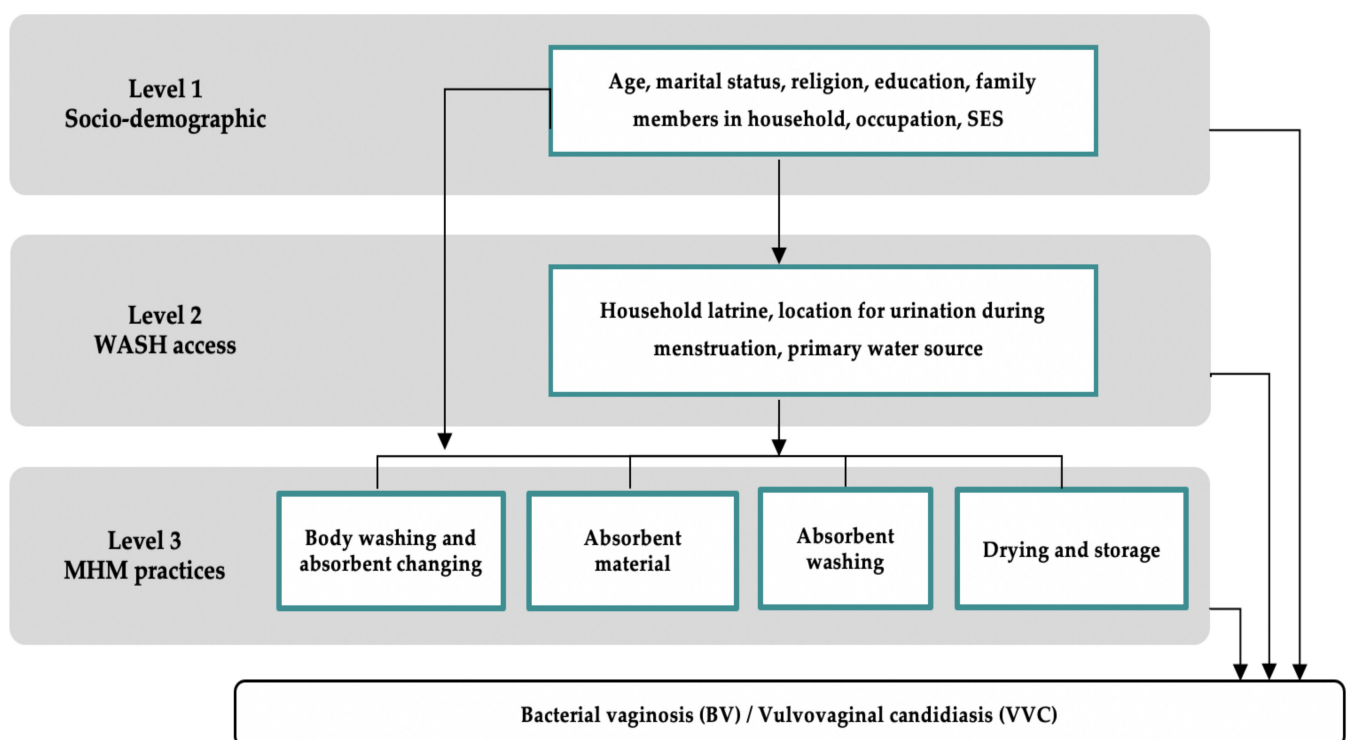 Level 1
Socio-demographic
Age, marital status, religion, education, family
members in household, occupation, SES
Level 2
WASH access
Household latrine, location for urination during
menstruation, primary water source
Level 3
MHM practices
Body washing and
absorbent changing
Absorbent
material
Absorbent
washing
Drying and storage
Bacterial vaginosis (BV) / Vulvovaginal candidiasis (VVC)